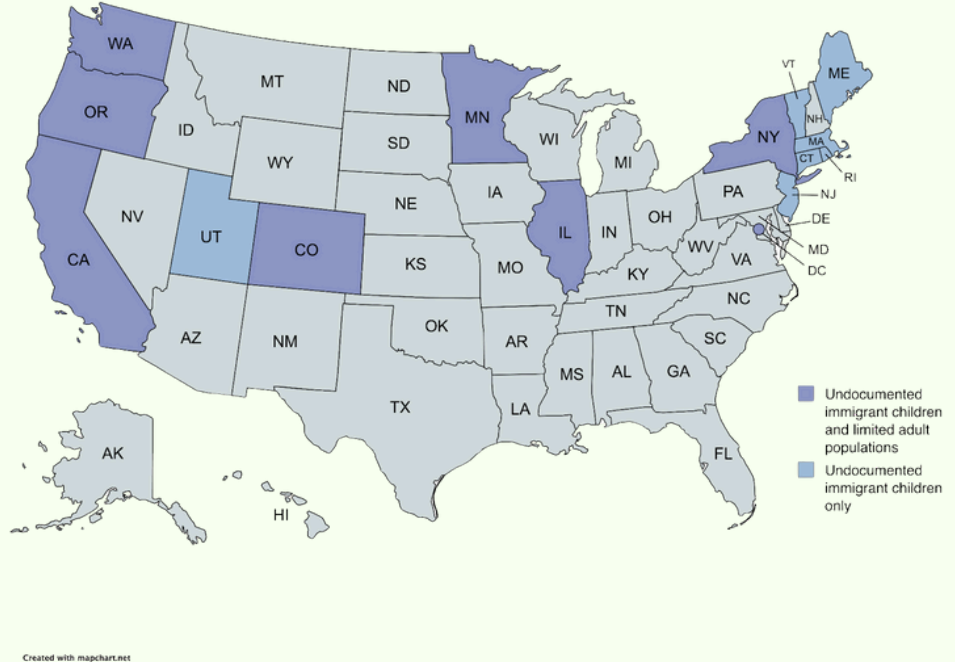 WA
OR
CA
NV
ID
MT
WY
UT
CO
AZ
NM
ND
SD
NE
KS
OK
TX
MN
IA
MO
AR
LA
WI
IL
MI
IN
OH
KY
TN
MS
AL
GA
FL
SC
NC
VA
WV
PA
NY
VT
NH
ME
MA
CT
RI
NJ
DE
MD
DC
AK
HI
Undocumented
immigrant children
and limited adult
populations
Undocumented
immigrant children
only
Created with mapchart.net